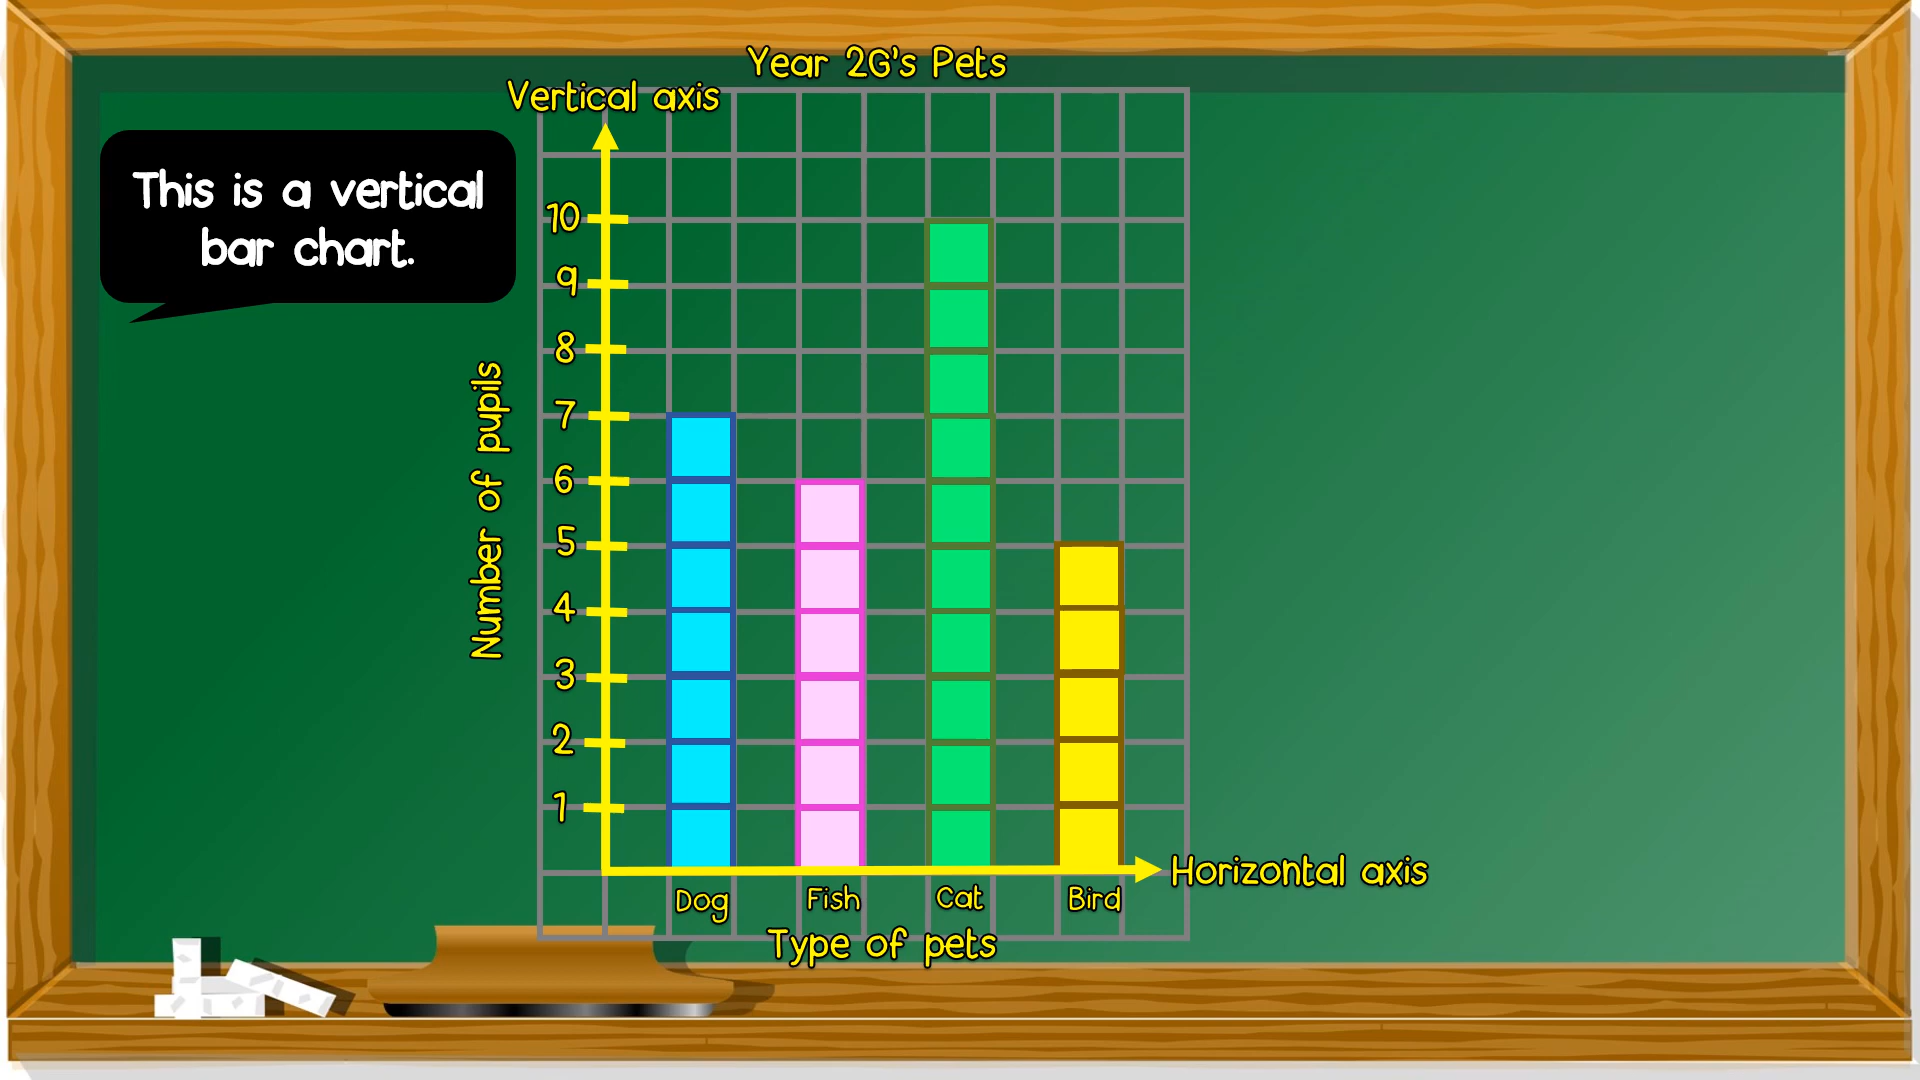 Year 2G's Pets
Vertical axis
This is a vertical
bar chart.
Number of pupils
10
9
8
7
6
5
4
3
2
1
Horizontal axis
Dog Fish Cat Bird
Type of pets